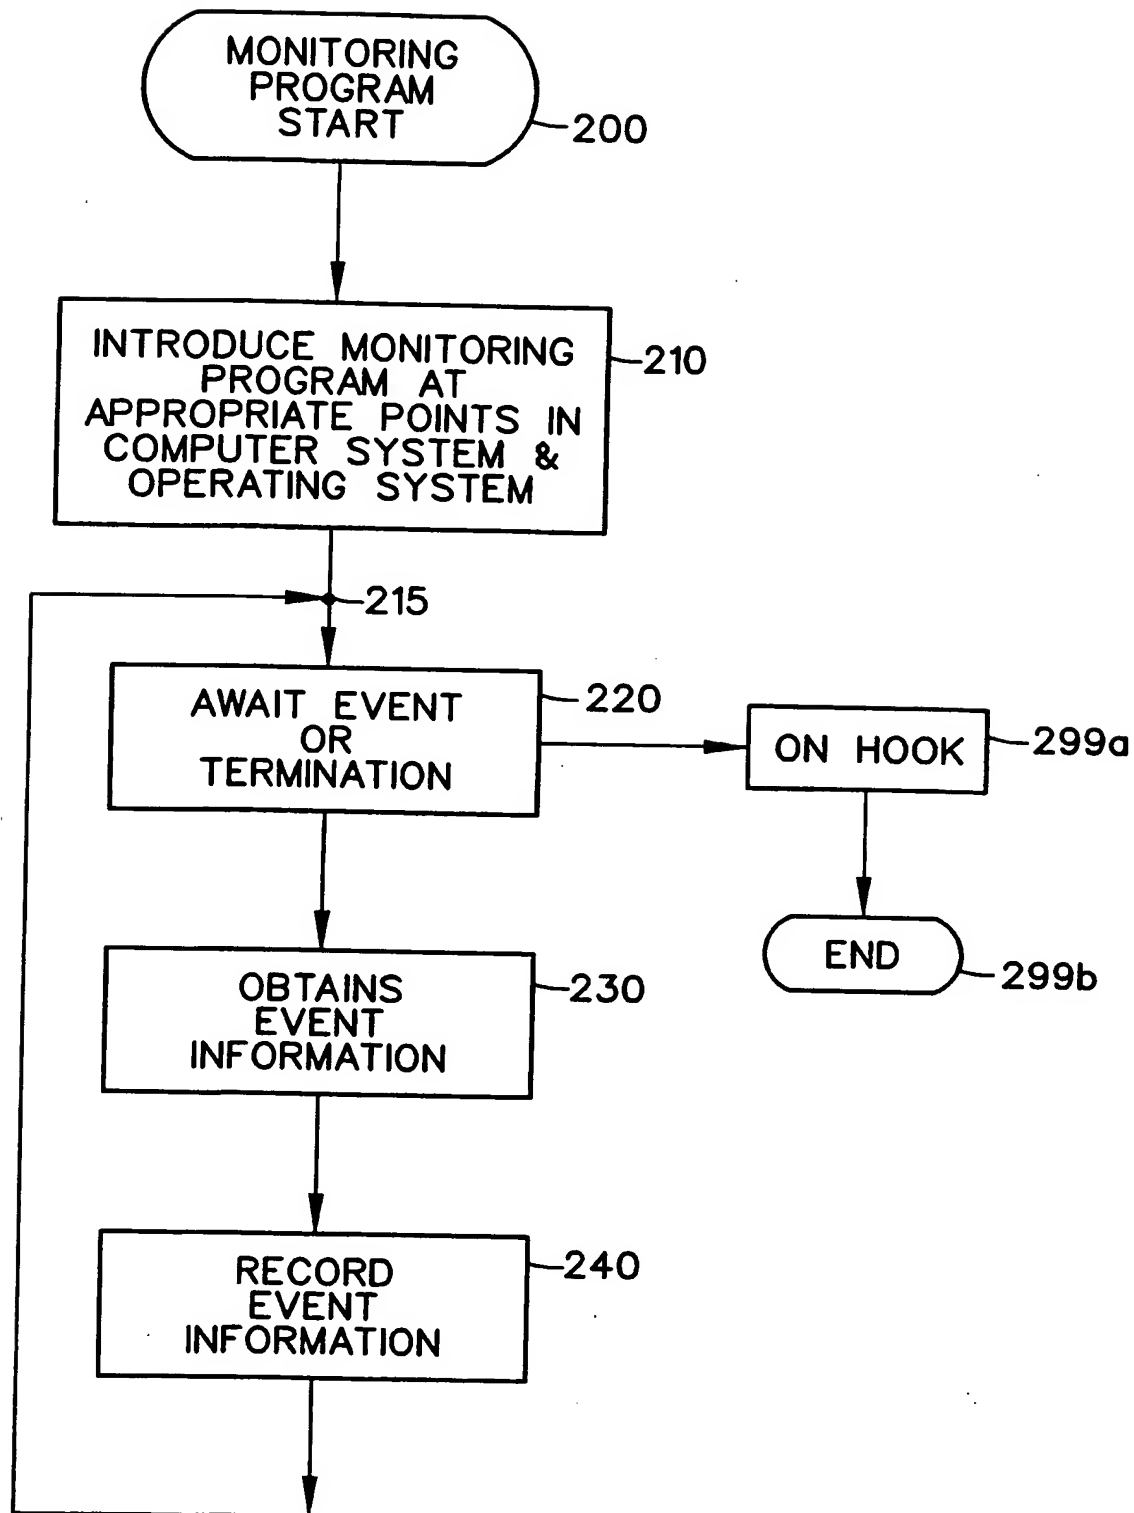 MONITORING
PROGRAM
START
200
INTRODUCE MONITORING
PROGRAM AT
APPROPRIATE POINTS IN
COMPUTER SYSTEM &
OPERATING SYSTEM
210
215
AWAIT EVENT
OR
TERMINATION
220
ON HOOK
299a
END
299b
OBTAINS
EVENT
INFORMATION
230
RECORD
EVENT
INFORMATION
240